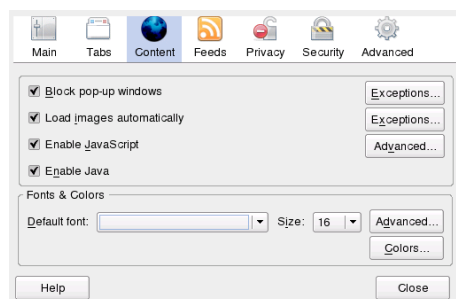 Main Tabs Content Feeds Privacy Security Advanced
Block pop-up windows Exceptions...
Load images automatically Exceptions...
Enable JavaScript Advanced...
Enable Java
Fonts & Colors
Default font: Size: 16 Advanced...
Colors...
Help Close